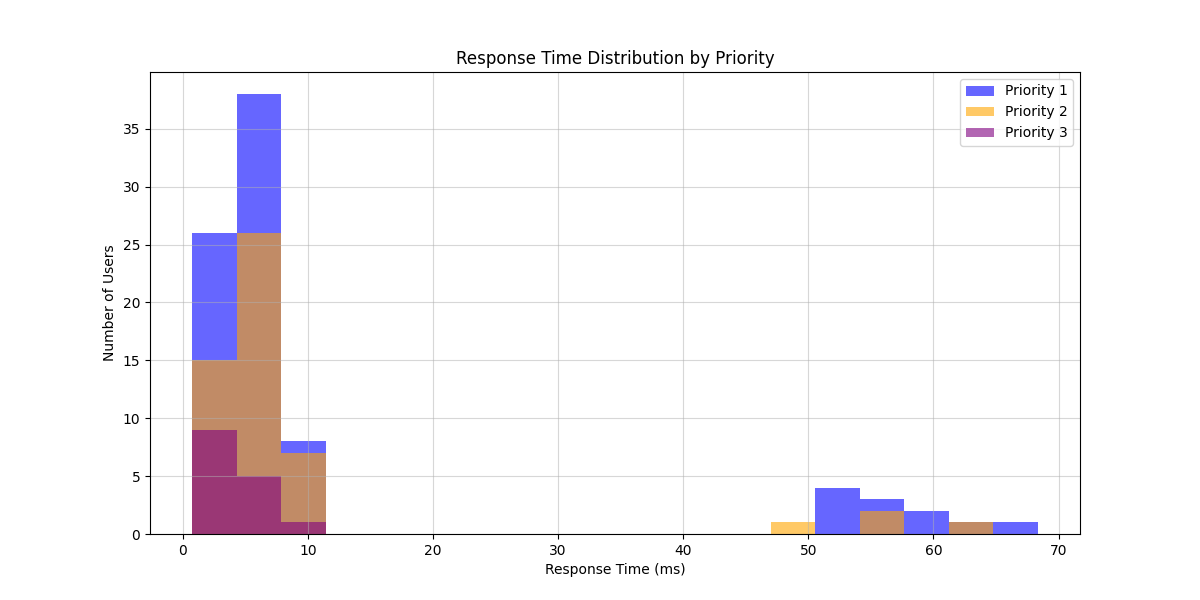 Response Time Distribution by Priority
Priority 1
Priority 2
Priority 3
Number of Users
35
30
25
20
15
10
5
0
0 10 20 30 40 50 60 70
Response Time (ms)